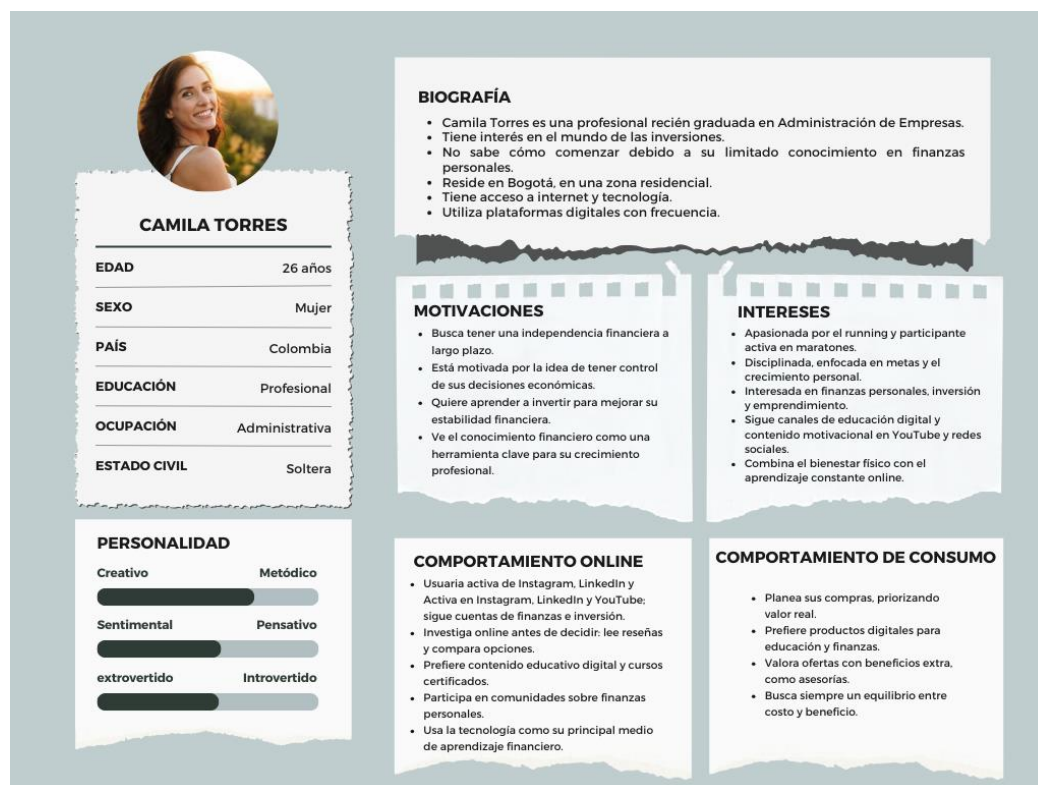 CAMILA TORRES
EDAD 26 años
SEXO Mujer
PAÍS Colombia
EDUCACIÓN Profesional
OCUPACIÓN Administrativa
ESTADO CIVIL Soltera
PERSONALIDAD
Creativo Metódico
Sentimental Pensativo
extrovertido Introvertido
BIOGRAFÍA
• Camila Torres es una profesional recién graduada en Administración de Empresas.
• Tiene interés en el mundo de las inversiones.
• No sabe cómo comenzar debido a su limitado conocimiento en finanzas
personales.
• Reside en Bogotá, en una zona residencial.
• Tiene acceso a internet y tecnología.
• Utiliza plataformas digitales con frecuencia.
MOTIVACIONES
• Busca tener una independencia financiera a
largo plazo.
• Está motivada por la idea de tener control
de sus decisiones económicas.
• Quiere aprender a invertir para mejorar su
estabilidad financiera.
• Ve el conocimiento financiero como una
herramienta clave para su crecimiento
profesional.
INTERESES
• Apasionada por el running y participante
activa en maratones.
• Disciplinada, enfocada en metas y el
crecimiento personal.
• Interesada en finanzas personales, inversión
y emprendimiento.
• Sigue canales de educación digital y
contenido motivacional en YouTube y redes
sociales.
• Combina el bienestar físico con el
aprendizaje constante online.
COMPORTAMIENTO ONLINE
• Usuaria activa de Instagram, LinkedIn y
Activa en Instagram, LinkedIn y YouTube;
sigue cuentas de finanzas e inversión.
• Investiga online antes de decidir: lee reseñas
y compara opciones.
• Prefiere contenido educativo digital y cursos
certificados.
• Participa en comunidades sobre finanzas
personales.
• Usa la tecnología como su principal medio
de aprendizaje financiero.
COMPORTAMIENTO DE CONSUMO
• Planea sus compras, priorizando
valor real.
• Prefiere productos digitales para
educación y finanzas.
• Valora ofertas con beneficios extra,
como asesorías.
• Busca siempre un equilibrio entre
costo y beneficio.